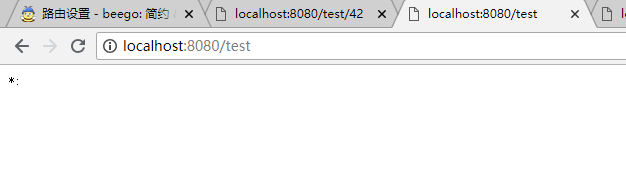 路由设置 - beego: 简约
localhost:8080/test/42
localhost:8080/test
localhost:8080/test
*: